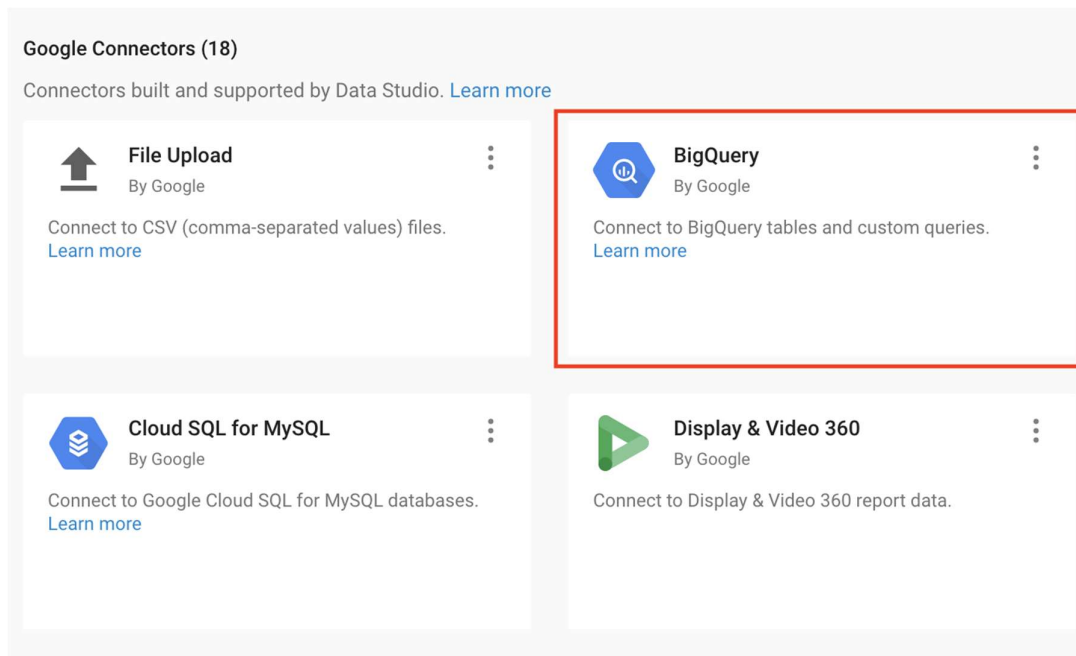 Google Connectors (18)
Connectors built and supported by Data Studio. Learn more
File Upload
By Google
Connect to CSV (comma-separated values) files.
Learn more
BigQuery
By Google
Connect to BigQuery tables and custom queries.
Learn more
Cloud SQL for MySQL
By Google
Connect to Google Cloud SQL for MySQL databases.
Learn more
Display & Video 360
By Google
Connect to Display & Video 360 report data.